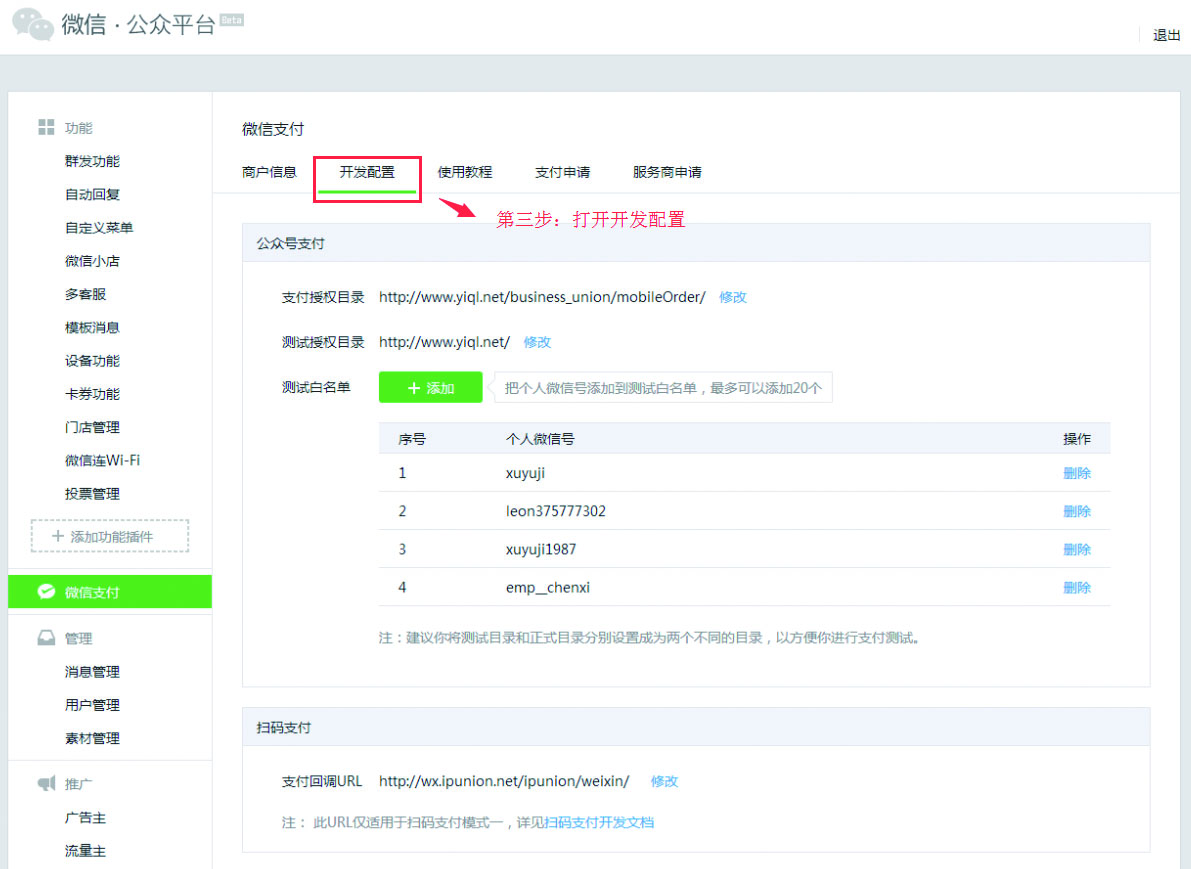 微信·公众平台 Beta
退出
功能
群发功能
自动回复
自定义菜单
微信小店
多客服
模板消息
设备功能
卡券功能
门店管理
微信连Wi-Fi
投票管理
+ 添加功能插件
微信支付
管理
消息管理
用户管理
素材管理
推广
广告主
流量主
微信支付
商户信息 开发配置 使用教程 支付申请 服务商申请
第三步：打开开发配置
公众号支付
支付授权目录 http://www.yiql.net/business_union/mobileOrder/ 修改
测试授权目录 http://www.yiql.net/ 修改
测试白名单 + 添加 把个人微信号添加到测试白名单，最多可以添加20个
序号 个人微信号 操作
1 xuyuji 删除
2 leon375777302 删除
3 xuyuji1987 删除
4 emp__chenxi 删除
注：建议你将测试目录和正式目录分别设置成为两个不同的目录，以方便你进行支付测试。
扫码支付
支付回调URL http://wx.ipunion.net/ipunion/weixin/ 修改
注： 此URL仅适用于扫码支付模式一，详见扫码支付开发文档